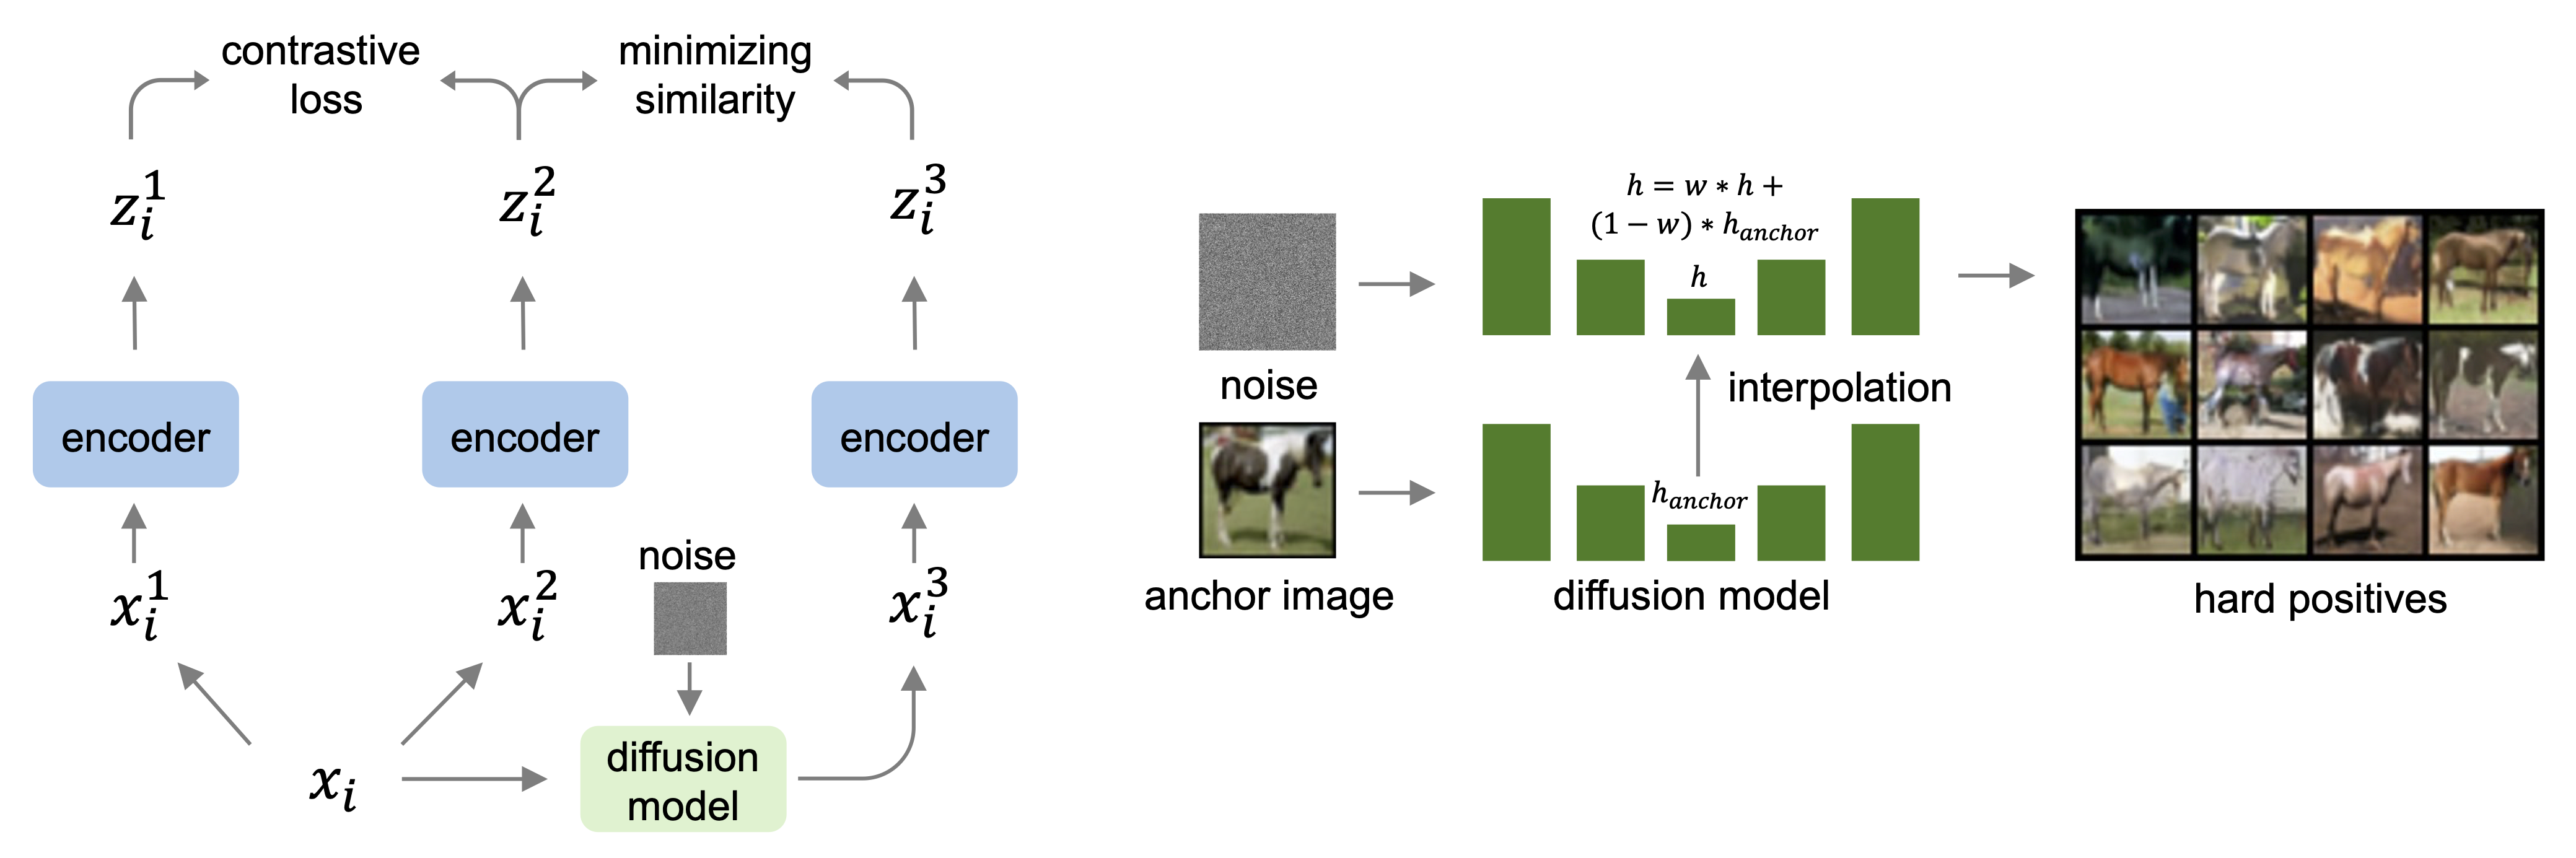 contrastive
loss
minimizing
similarity
z_i^1
z_i^2
z_i^3
encoder
encoder
encoder
x_i^1
x_i^2
noise
x_i^3
x_i
diffusion
model
noise
anchor image
h = w ∗ h +
(1 − w) ∗ h_{anchor}
h
interpolation
h_{anchor}
diffusion model
hard positives